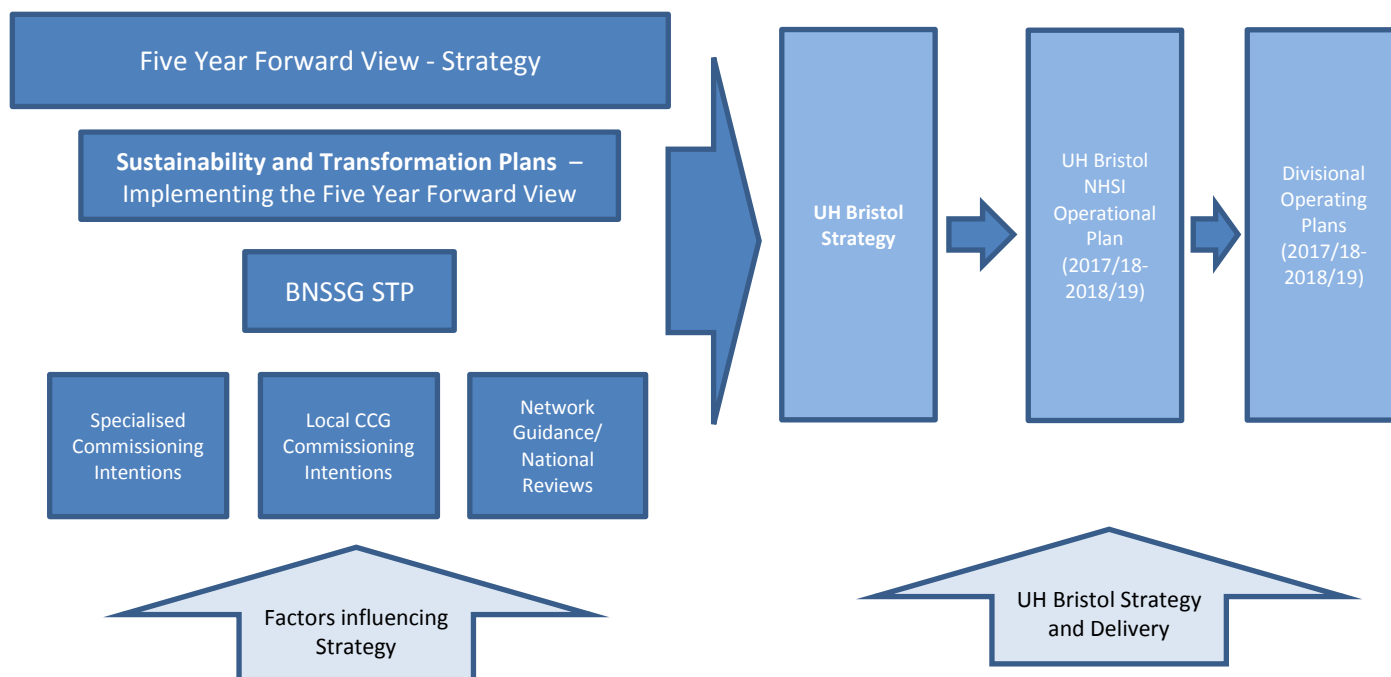 Five Year Forward View - Strategy
Sustainability and Transformation Plans –
Implementing the Five Year Forward View
BNSSG STP
Specialised
Commissioning
Intentions
Local CCG
Commissioning
Intentions
Network
Guidance/
National
Reviews
Factors influencing
Strategy
UH Bristol
Strategy
UH Bristol
NHSI
Operational
Plan
(2017/18-
2018/19)
Divisional
Operating
Plans
(2017/18-
2018/19)
UH Bristol Strategy
and Delivery